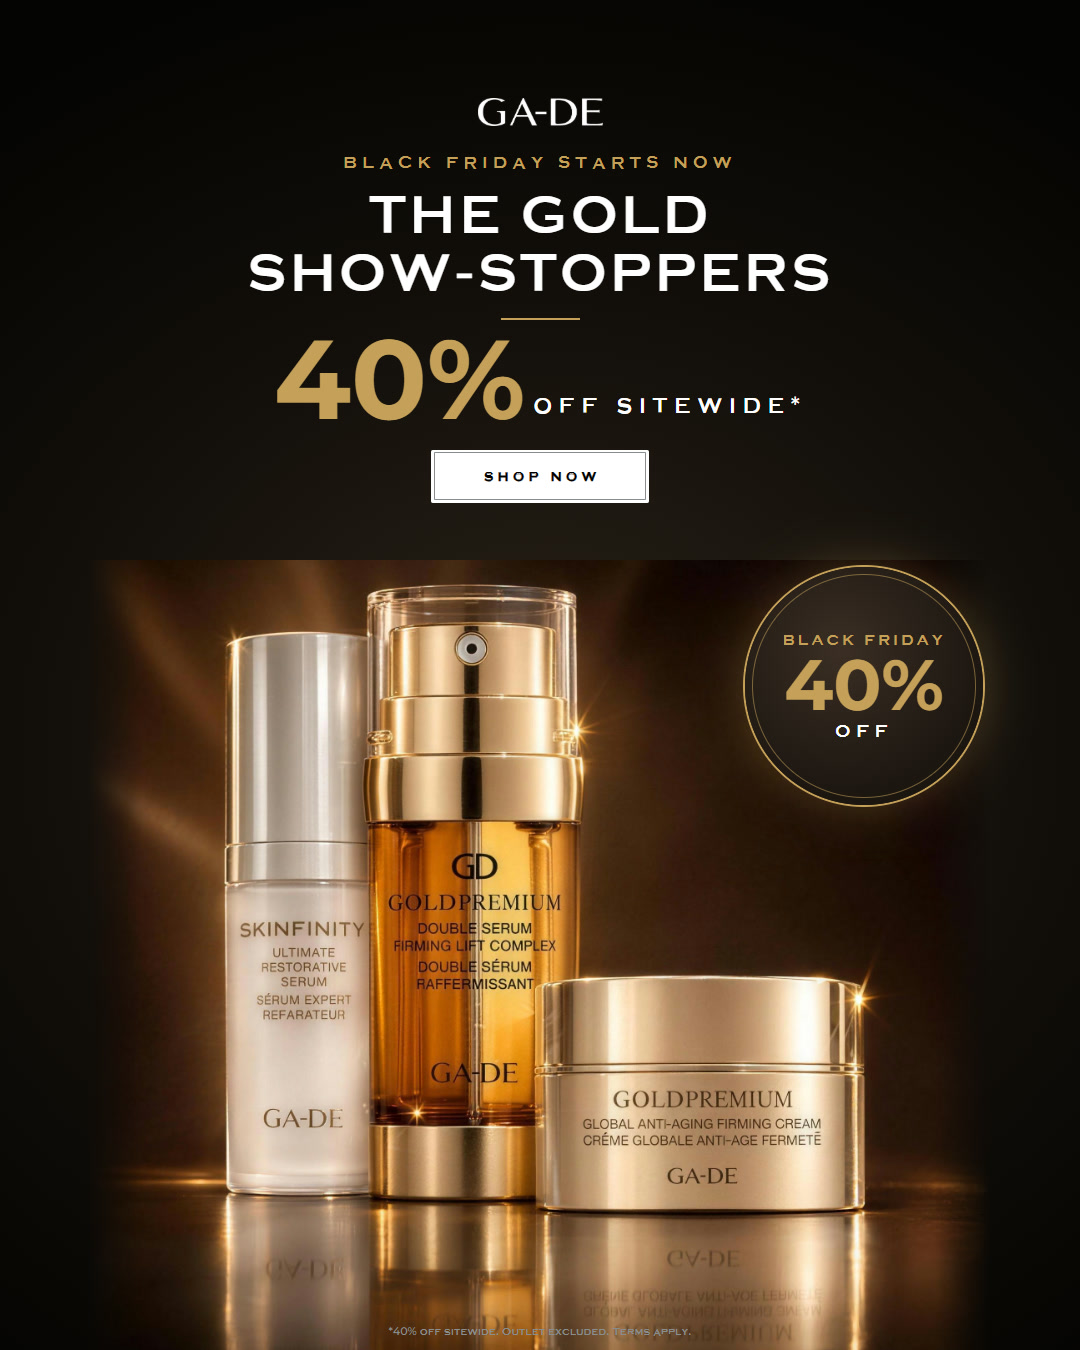 GA-DE
BLACK FRIDAY STARTS NOW
THE GOLD
SHOW-STOPPERS
40% OFF SITEWIDE*
SHOP NOW
BLACK FRIDAY
40%
OFF
SKINFINITY
ULTIMATE
RESTORATIVE
SERUM
SÉRUM EXPERT
REFARATEUR
GA-DE
GD
GOLDPREMIUM
DOUBLE SERUM
FIRMING LIFT COMPLEX
DOUBLE SÉRUM
RAFFERMISSANT
GA-DE
GOLDPREMIUM
GLOBAL ANTI-AGING FIRMING CREAM
CRÉME GLOBALE ANTI-AGE FERMETÉ
GA-DE
*40% OFF SITEWIDE. OUTLET EXCLUDED. TERMS APPLY.